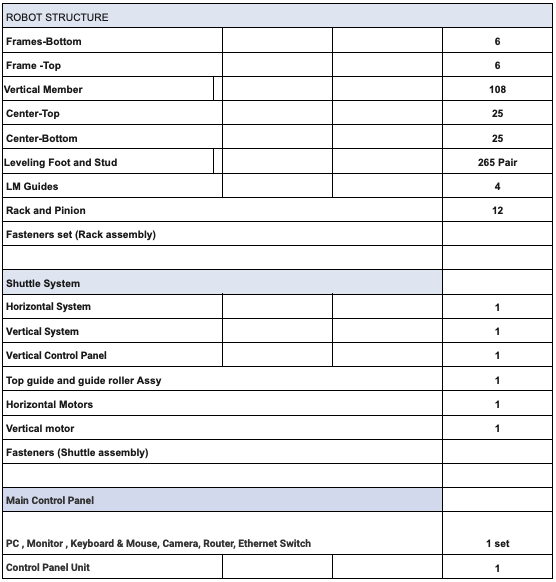 ROBOT STRUCTURE
Frames-Bottom 6
Frame -Top 6
Vertical Member 108
Center-Top 25
Center-Bottom 25
Leveling Foot and Stud 265 Pair
LM Guides 4
Rack and Pinion 12
Fasteners set (Rack assembly)
Shuttle System
Horizontal System 1
Vertical System 1
Vertical Control Panel 1
Top guide and guide roller Assy 1
Horizontal Motors 1
Vertical motor 1
Fasteners (Shuttle assembly)
Main Control Panel
PC , Monitor , Keyboard & Mouse, Camera, Router, Ethernet Switch 1 set
Control Panel Unit 1